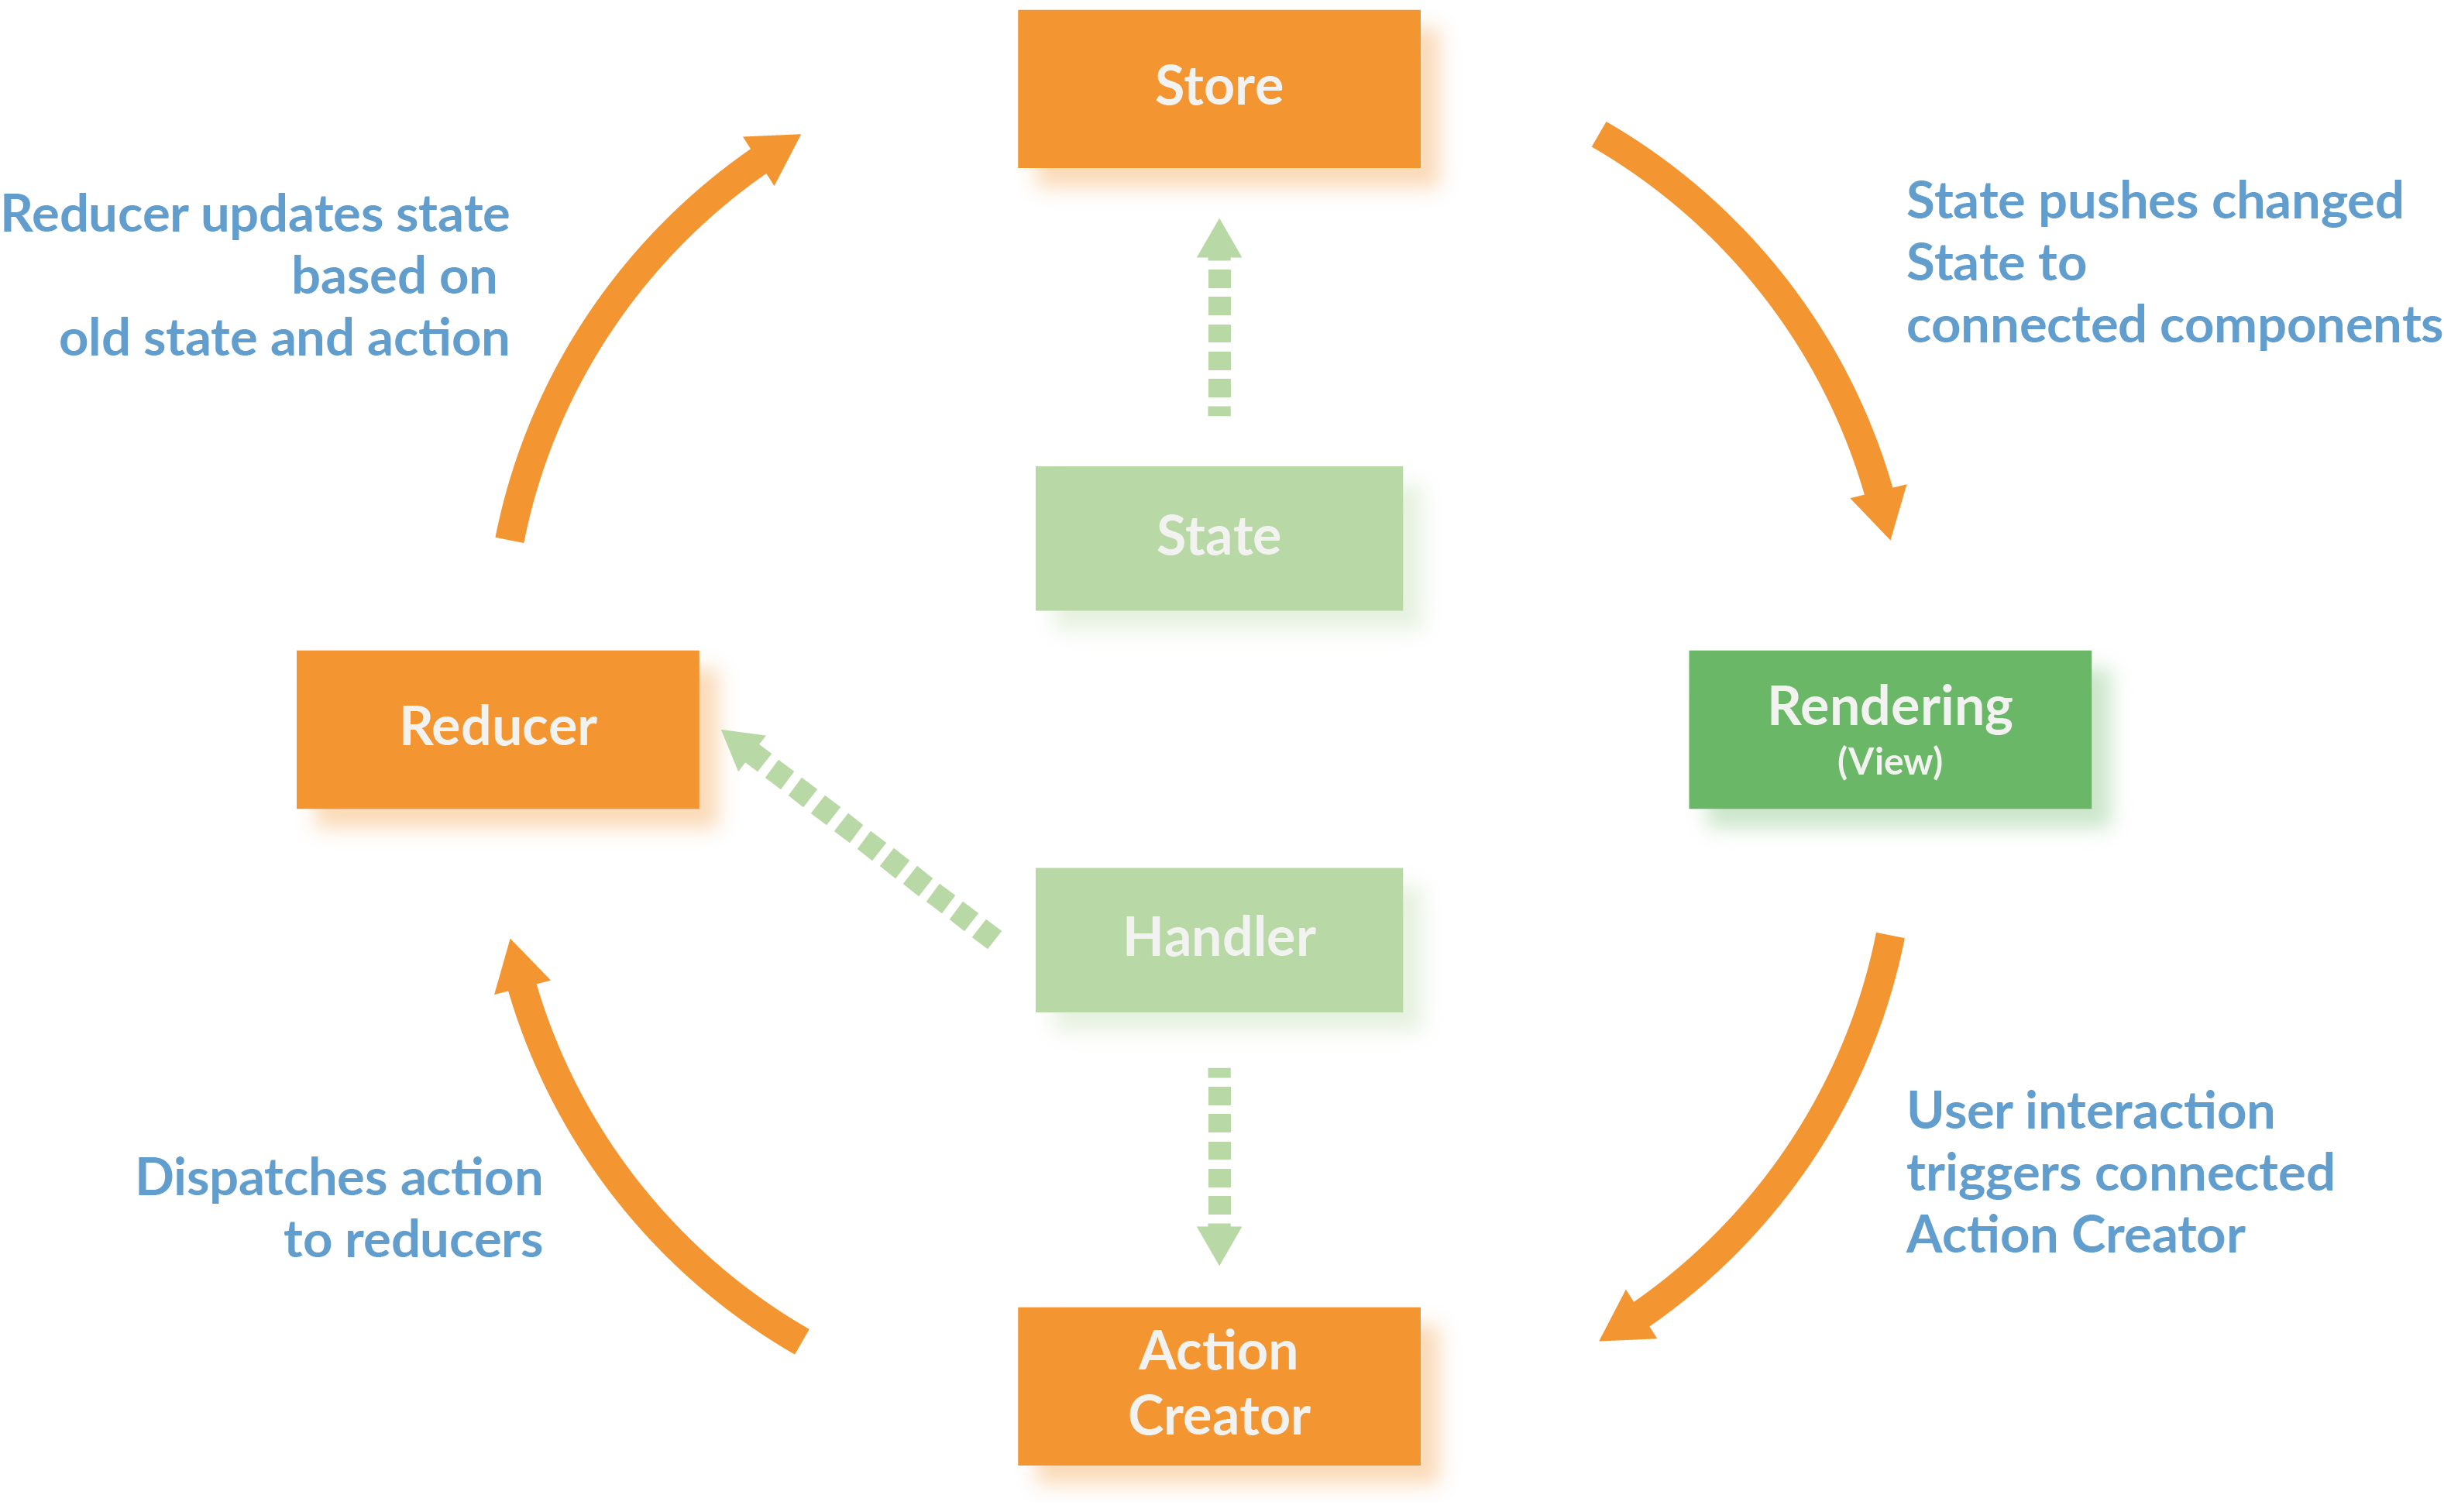 Store
Reducer updates state
based on
old state and action
State pushes changed
State to
connected components
State
Reducer
Rendering
(View)
Handler
Dispatches action
to reducers
User interaction
triggers connected
Action Creator
Action
Creator